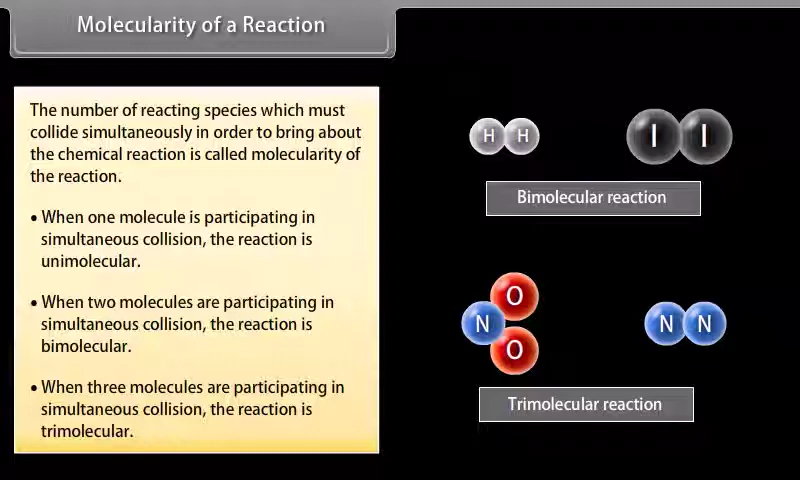 Molecularity of a Reaction
The number of reacting species which must
collide simultaneously in order to bring about
the chemical reaction is called molecularity of
the reaction.
• When one molecule is participating in
simultaneous collision, the reaction is
unimolecular.
• When two molecules are participating in
simultaneous collision, the reaction is
bimolecular.
• When three molecules are participating in
simultaneous collision, the reaction is
trimolecular.
H H I I
Bimolecular reaction
O
N N N
O
Trimolecular reaction